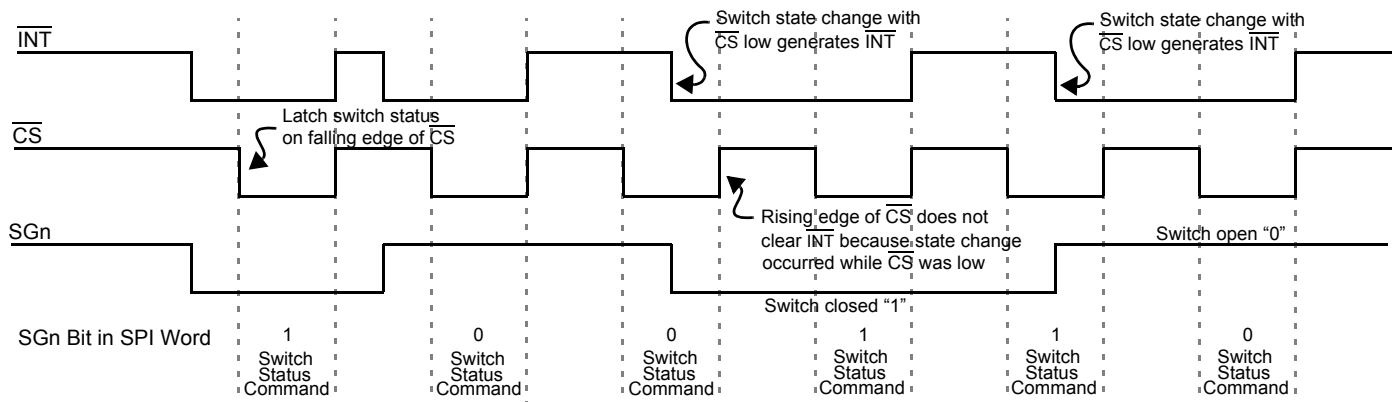 INT
Switch state change with
CS low generates INT
Switch state change with
CS low generates INT
Latch switch status
on falling edge of CS
CS
Rising edge of CS does not
clear INT because state change
occurred while CS was low
SGn
Switch open “0”
Switch closed “1”
SGn Bit in SPI Word
1
Switch
Status
Command
0
Switch
Status
Command
0
Switch
Status
Command
1
Switch
Status
Command
1
Switch
Status
Command
0
Switch
Status
Command